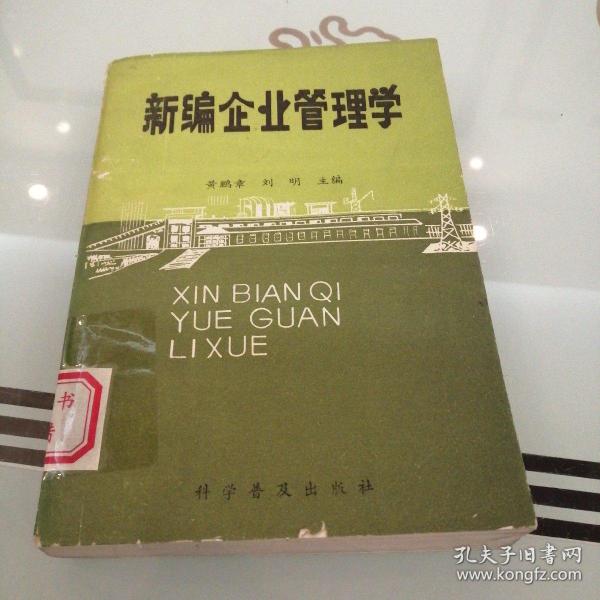 新编企业管理学
黄鹏章 刘明 主编
XIN BIAN QI
YUE GUAN
LI XUE
书
科学普及出版社
孔夫子旧书网
www.kongfz.com